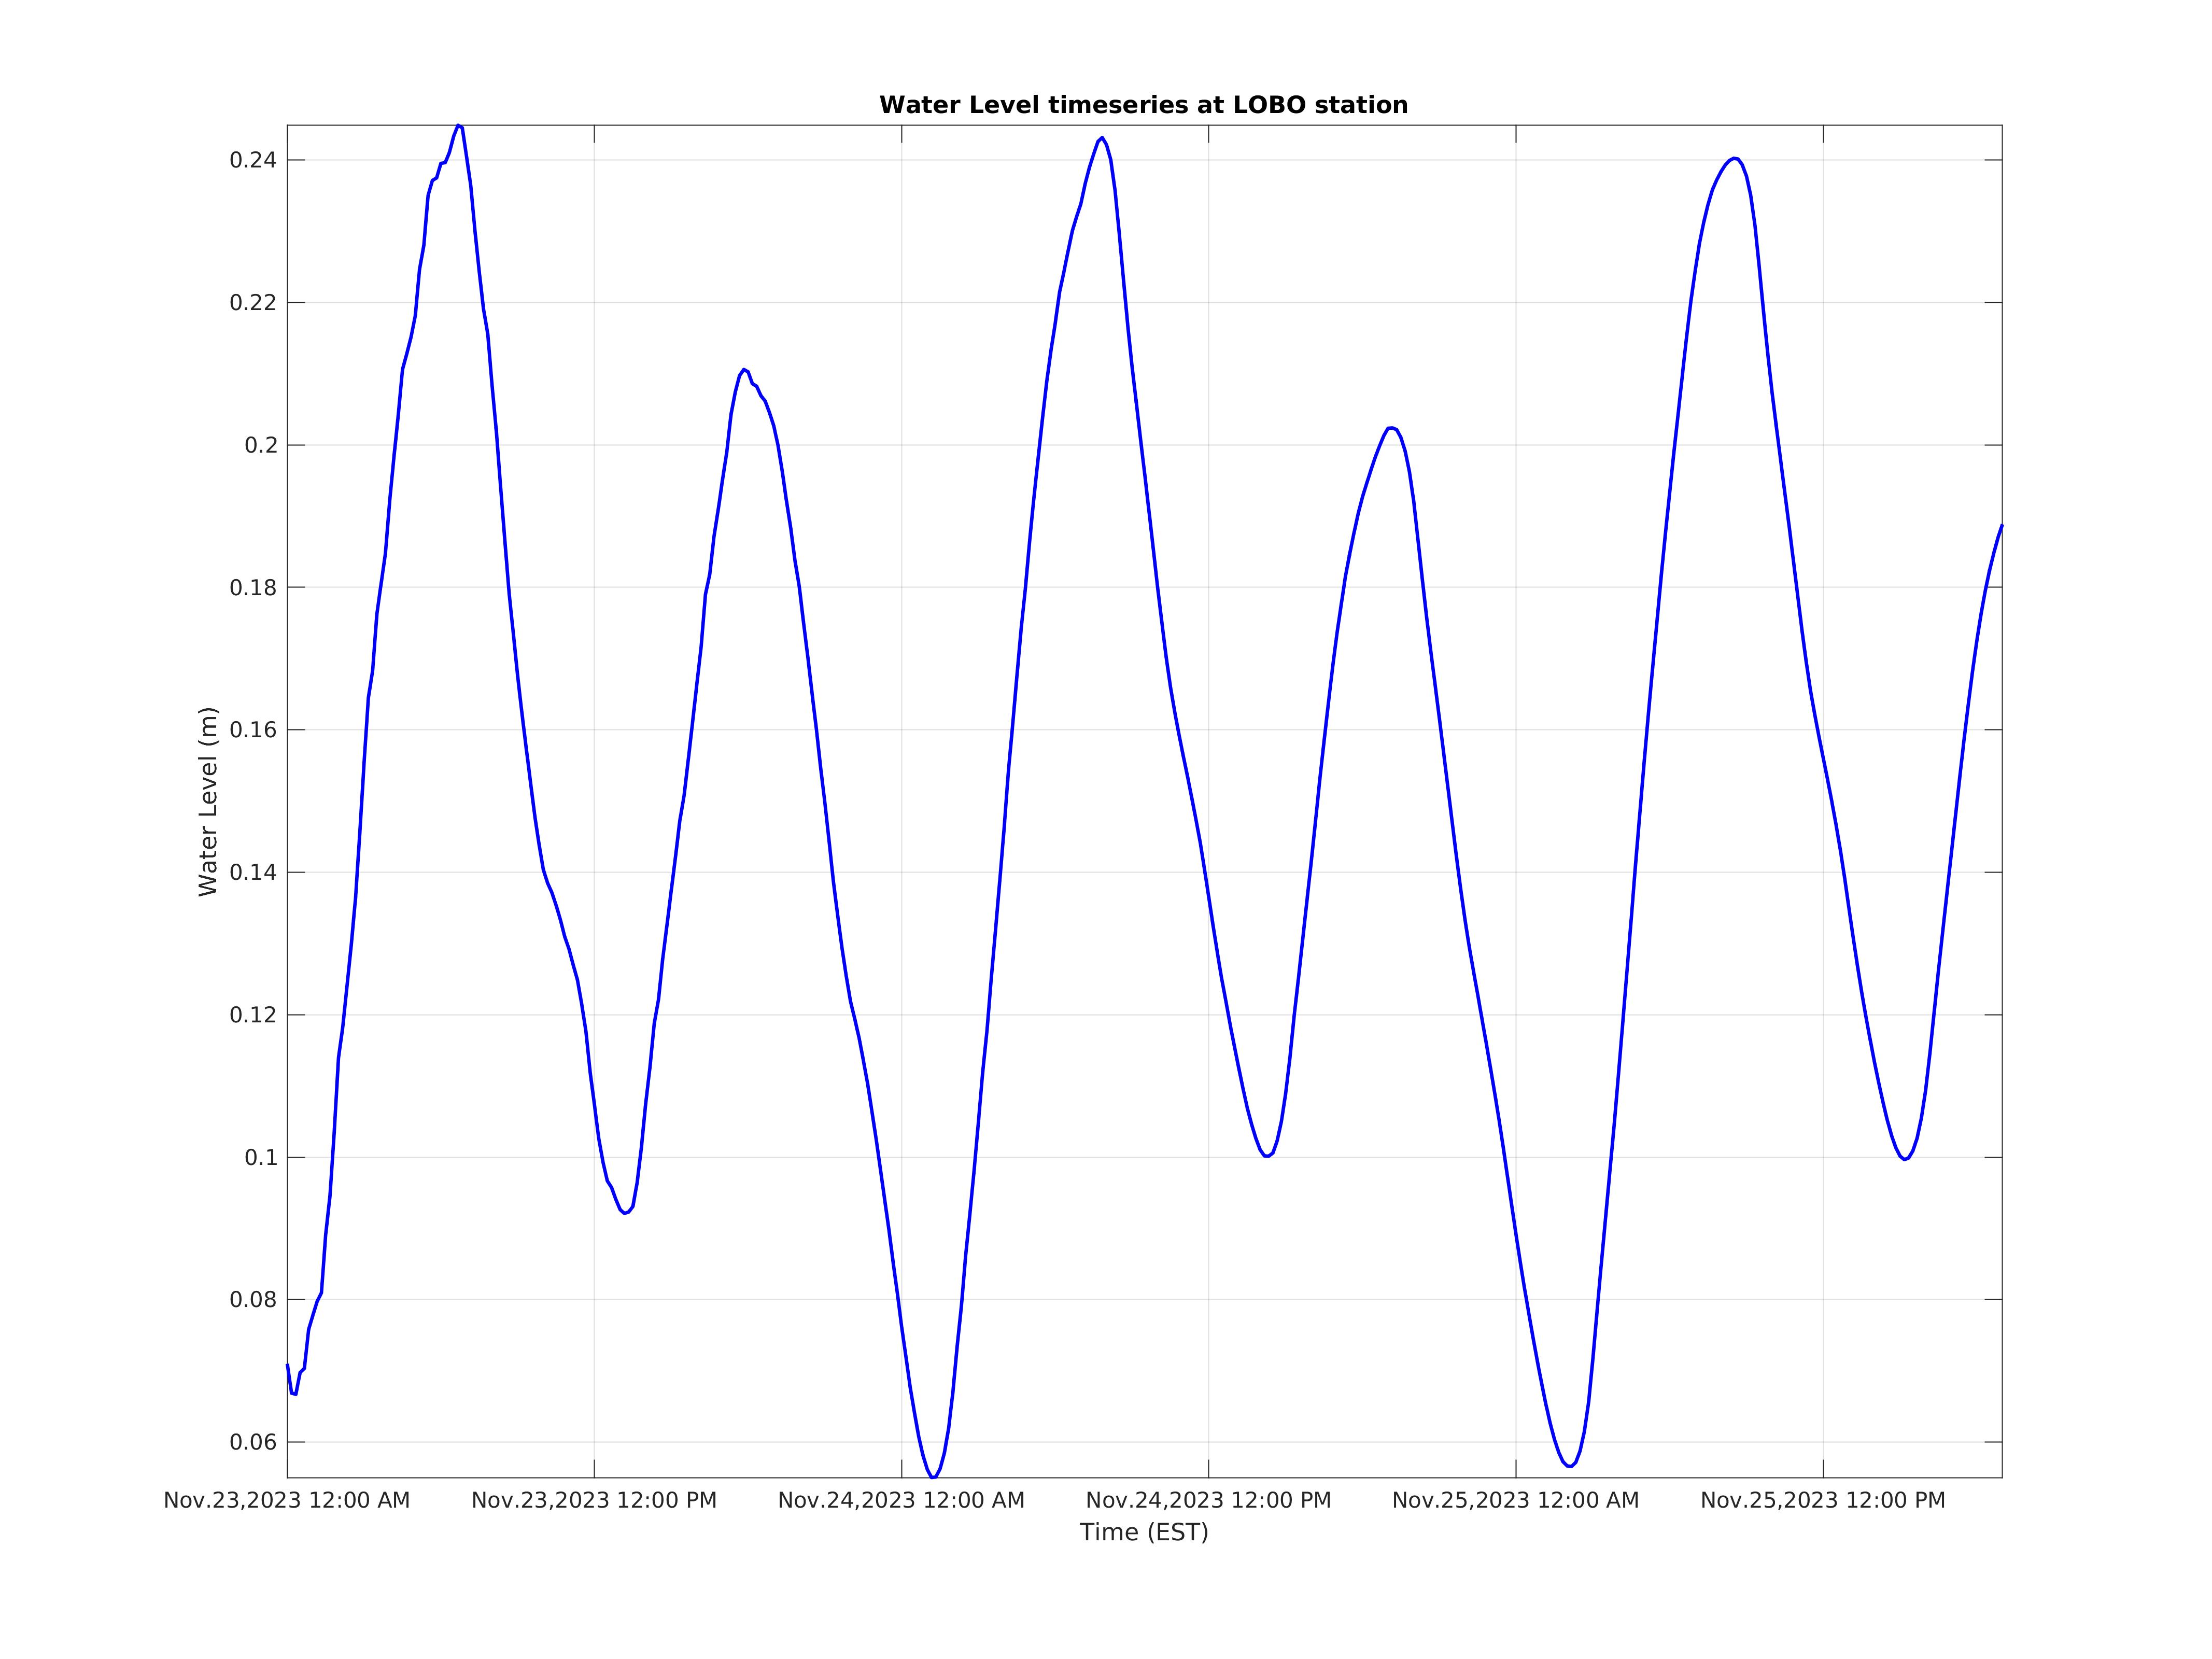 Water Level timeseries at LOBO station
0.24
0.22
0.2
0.18
0.16
0.14
0.12
0.1
0.08
0.06
Water Level (m)
Nov.23,2023 12:00 AM
Nov.23,2023 12:00 PM
Nov.24,2023 12:00 AM
Nov.24,2023 12:00 PM
Nov.25,2023 12:00 AM
Nov.25,2023 12:00 PM
Time (EST)